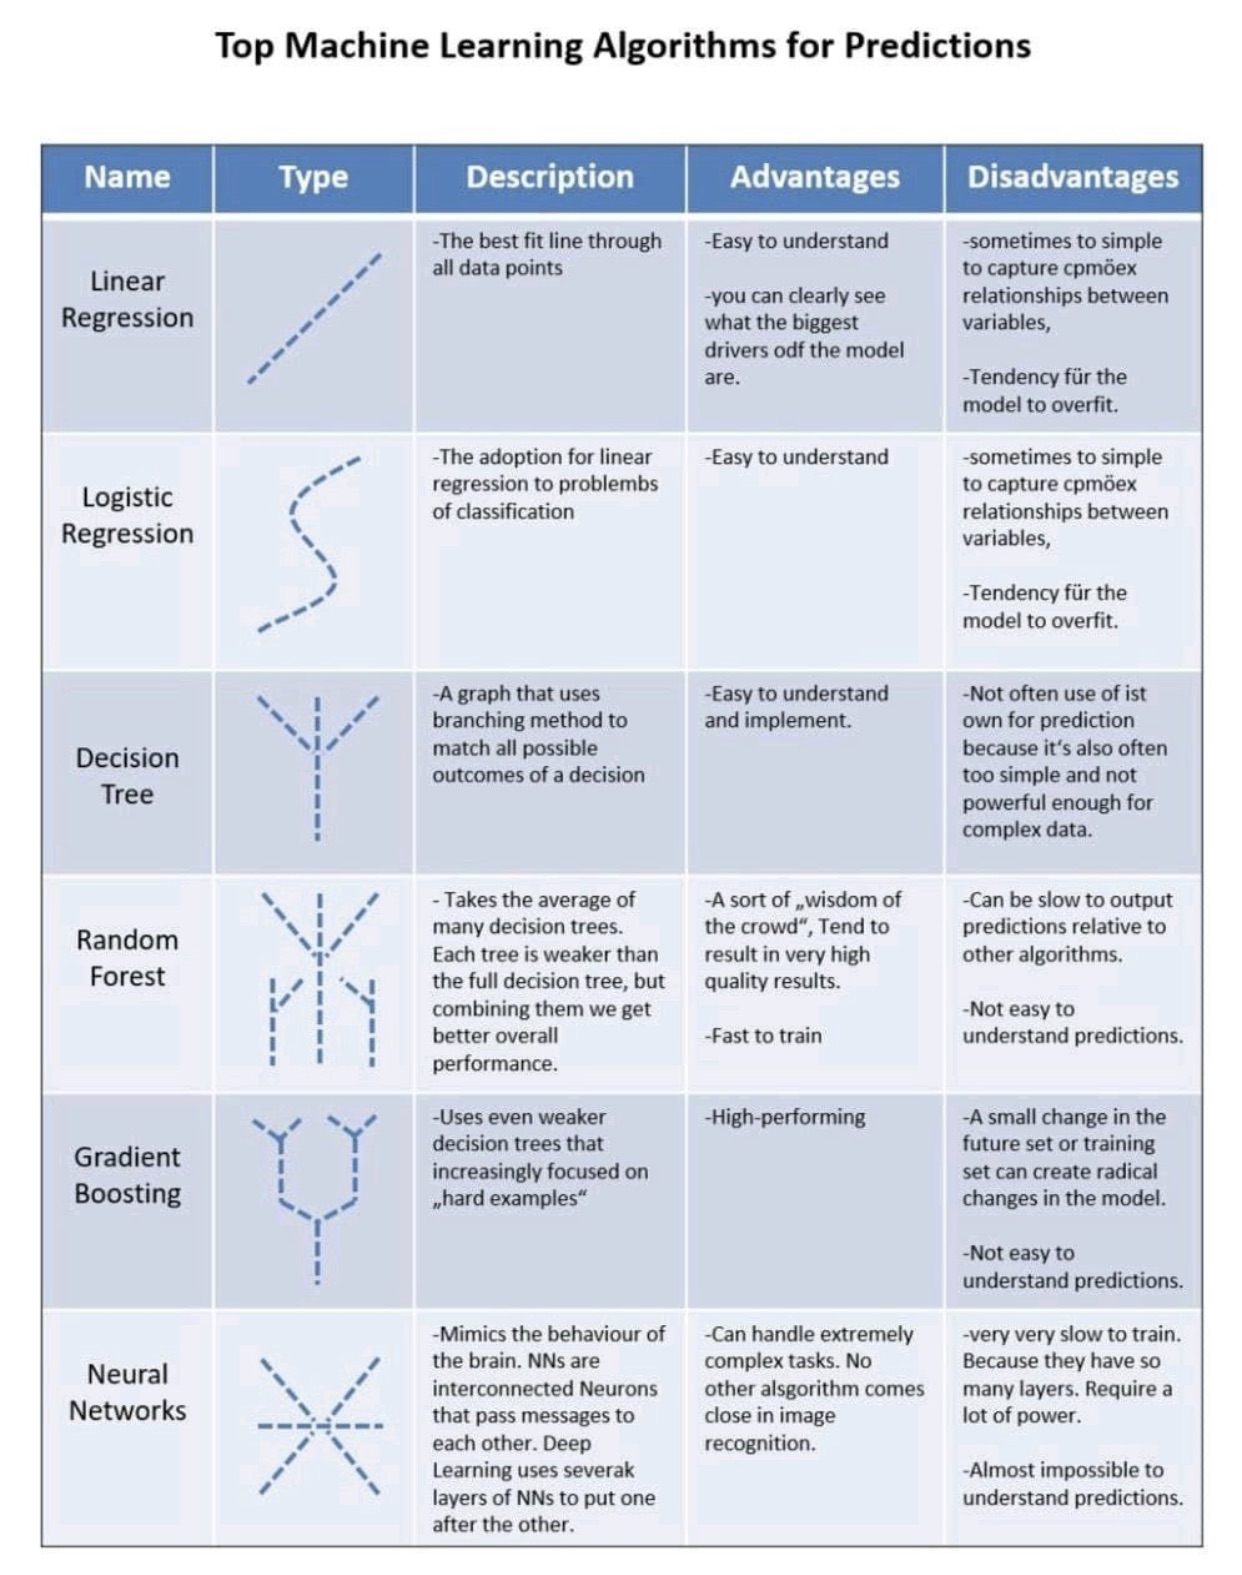 Top Machine Learning Algorithms for Predictions
Name
Type
Description
Advantages
Disadvantages
Linear
Regression
-The best fit line through
all data points
-Easy to understand
-you can clearly see
what the biggest
drivers odf the model
are.
-sometimes to simple
to capture cpmöex
relationships between
variables,
-Tendency für the
model to overfit.
Logistic
Regression
-The adoption for linear
regression to problembs
of classification
-Easy to understand
-sometimes to simple
to capture cpmöex
relationships between
variables,
-Tendency für the
model to overfit.
Decision
Tree
-A graph that uses
branching method to
match all possible
outcomes of a decision
-Easy to understand
and implement.
-Not often use of ist
own for prediction
because it's also often
too simple and not
powerful enough for
complex data.
Random
Forest
- Takes the average of
many decision trees.
Each tree is weaker than
the full decision tree, but
combining them we get
better overall
performance.
-A sort of „wisdom of
the crowd“, Tend to
result in very high
quality results.
-Fast to train
-Can be slow to output
predictions relative to
other algorithms.
-Not easy to
understand predictions.
Gradient
Boosting
-Uses even weaker
decision trees that
increasingly focused on
„hard examples“
-High-performing
-A small change in the
future set or training
set can create radical
changes in the model.
-Not easy to
understand predictions.
Neural
Networks
-Mimics the behaviour of
the brain. NNs are
interconnected Neurons
that pass messages to
each other. Deep
Learning uses severak
layers of NNs to put one
after the other.
-Can handle extremely
complex tasks. No
other alsgorithm comes
close in image
recognition.
-very very slow to train.
Because they have so
many layers. Require a
lot of power.
-Almost impossible to
understand predictions.